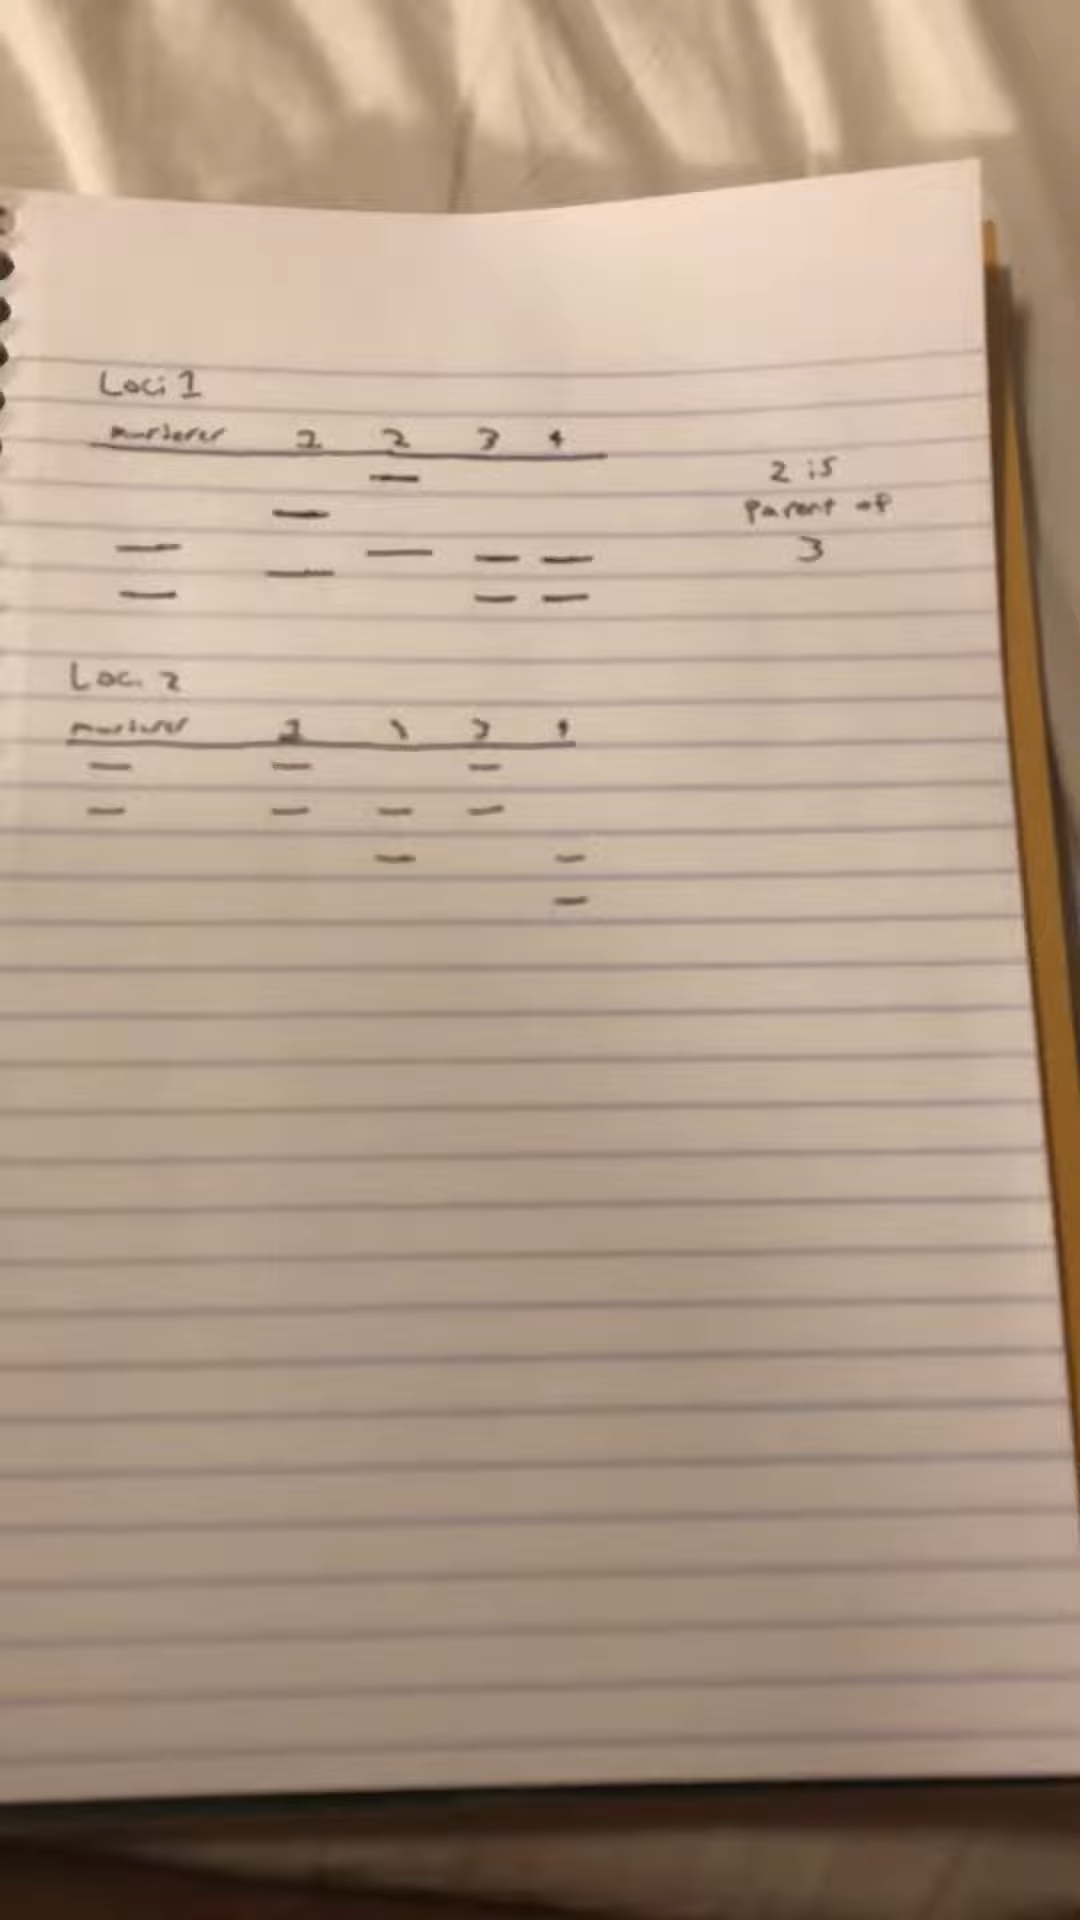 Loci 1
murderer 1 2 3 4
2 is
parent of
3
Loci 2
murderer 1 2 3 4